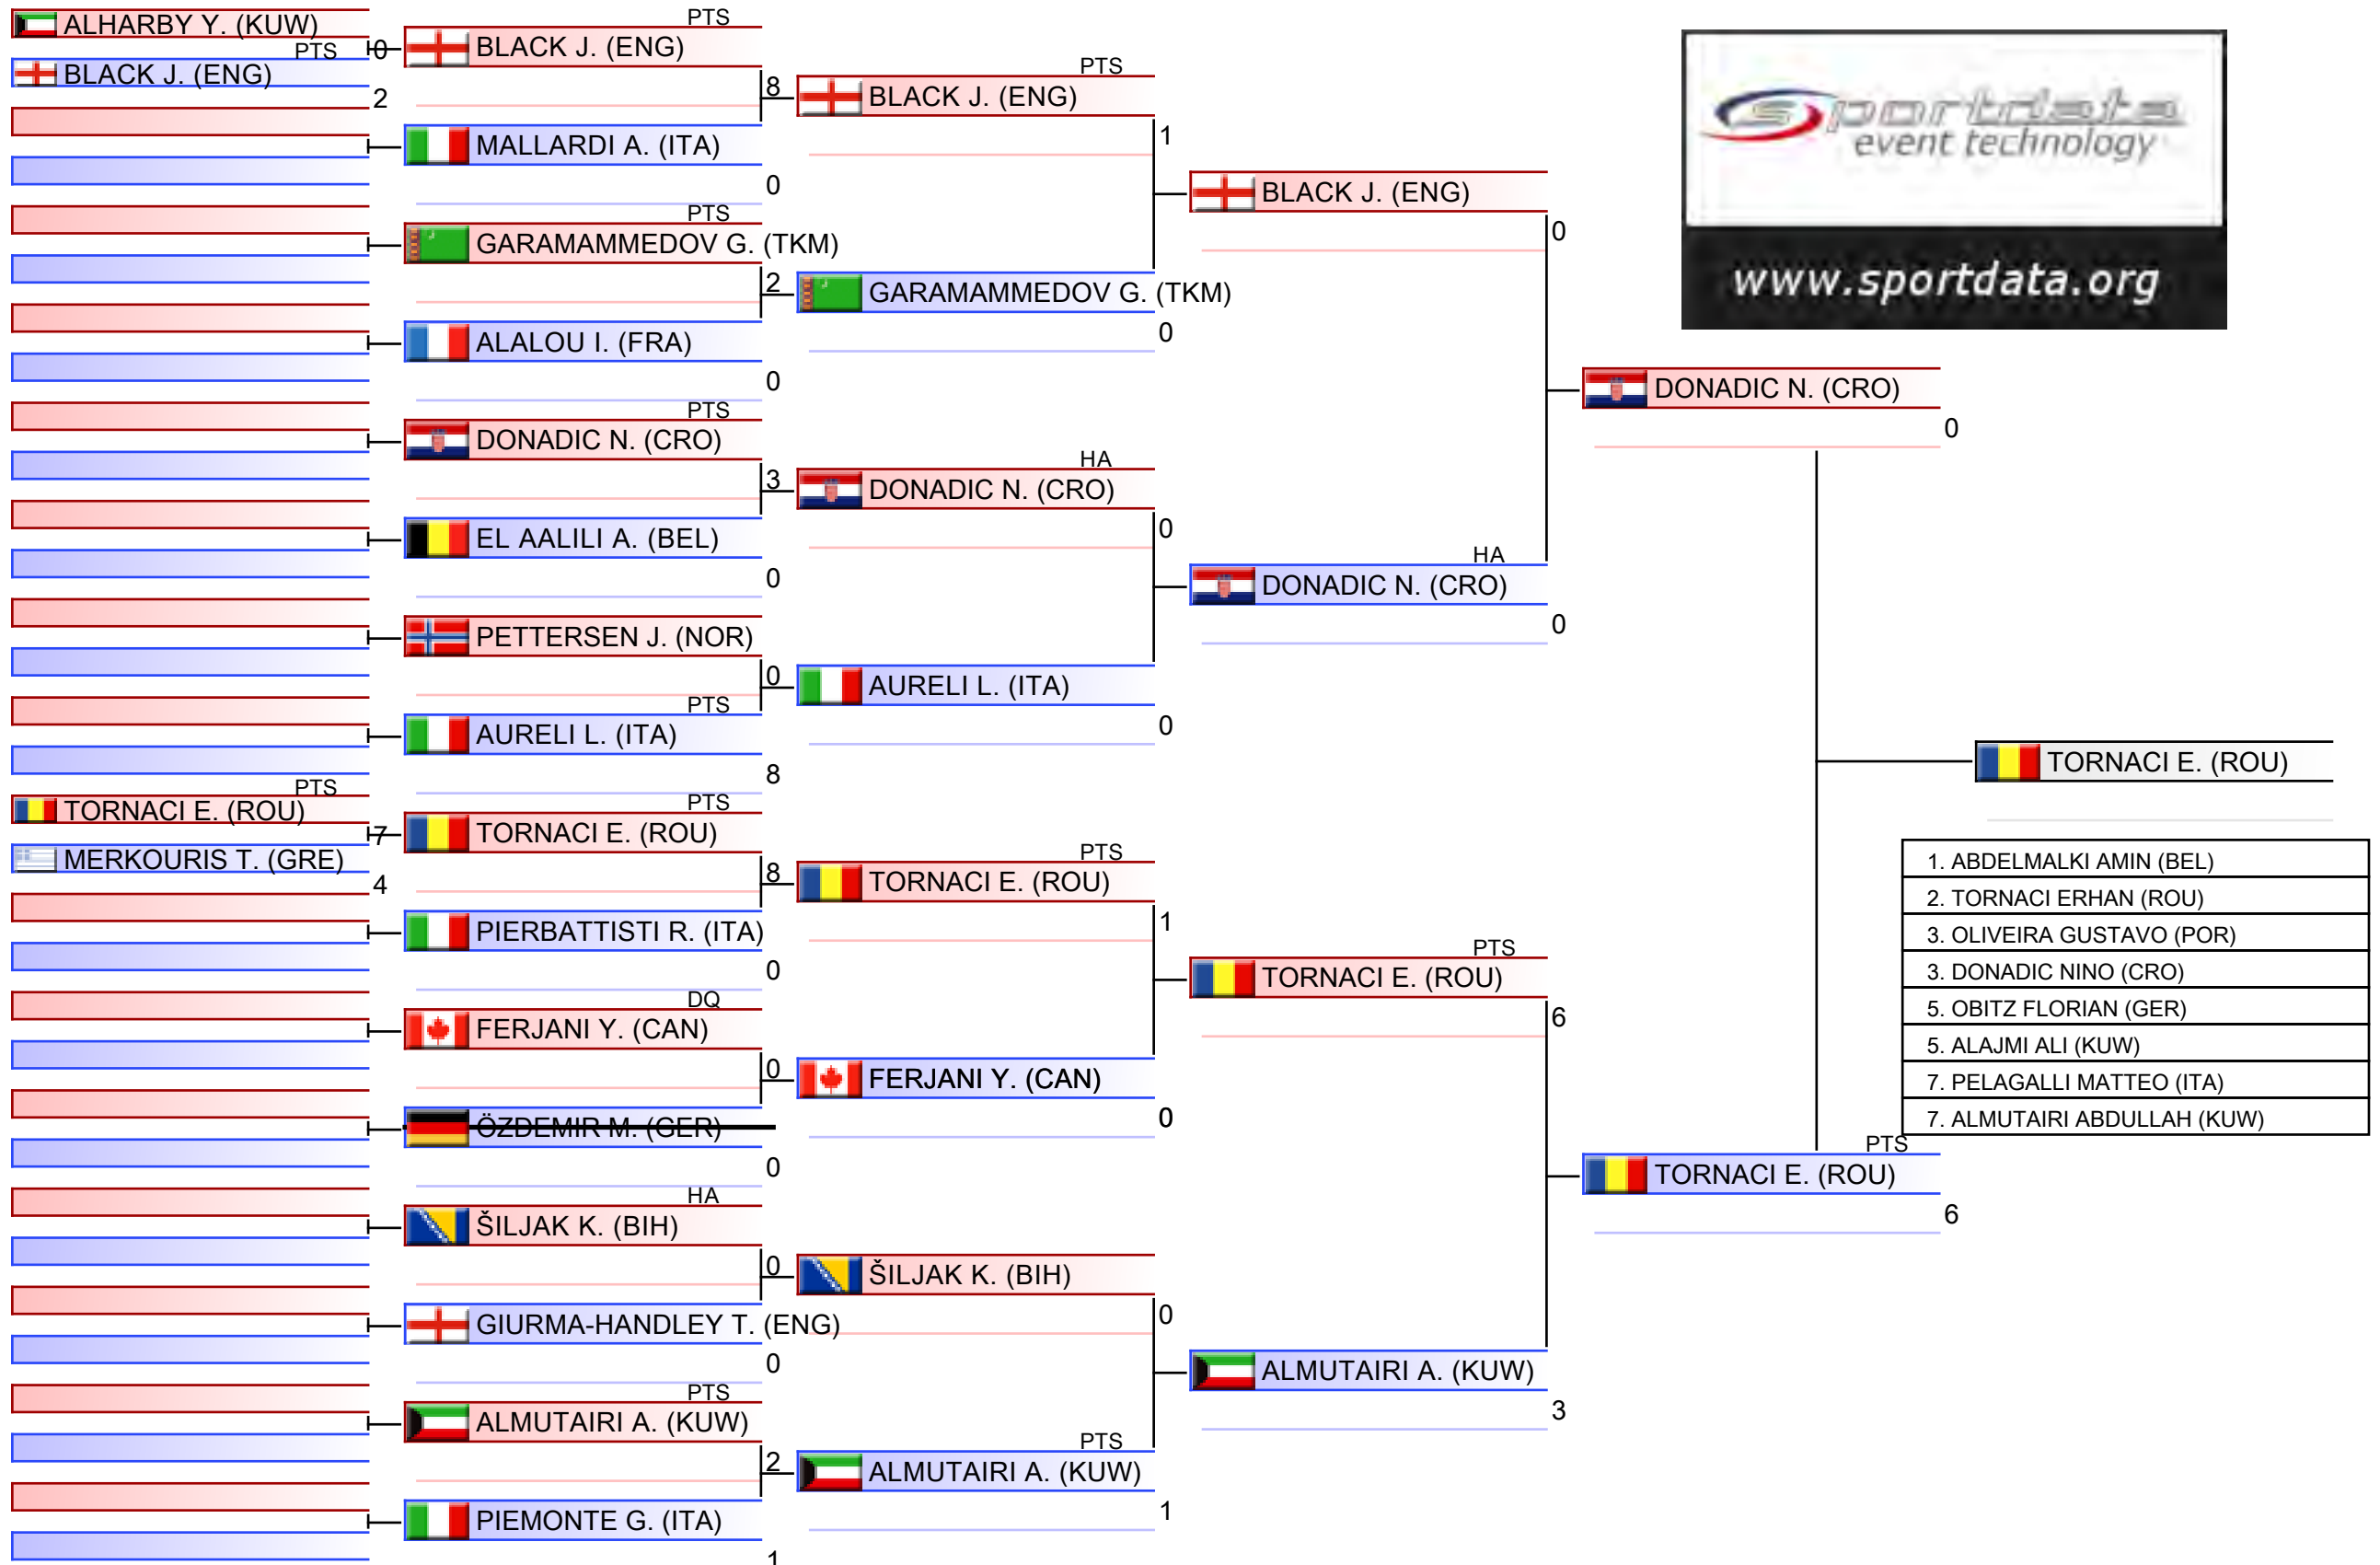 ALHARBY Y. (KUW)
0
PTS
BLACK J. (ENG)
2
TORNACI E. (ROU)
PTS
7
MERKOURIS T. (GRE)
4
PTS
BLACK J. (ENG)
8
MALLARDI A. (ITA)
0
PTS
GARAMAMMEDOV G. (TKM)
2
ALALOU I. (FRA)
0
PTS
DONADIC N. (CRO)
3
EL AALILI A. (BEL)
0
PETTERSEN J. (NOR)
0
PTS
AURELI L. (ITA)
8
PTS
TORNACI E. (ROU)
8
PIERBATTISTI R. (ITA)
0
DQ
FERJANI Y. (CAN)
0
ÖZDEMIR M. (GER)
0
HA
ŠILJAK K. (BIH)
0
GIURMA-HANDLEY T. (ENG)
0
PTS
ALMUTAIRI A. (KUW)
2
PIEMONTE G. (ITA)
1
PTS
BLACK J. (ENG)
1
GARAMAMMEDOV G. (TKM)
0
HA
DONADIC N. (CRO)
0
AURELI L. (ITA)
0
PTS
TORNACI E. (ROU)
1
FERJANI Y. (CAN)
0
ŠILJAK K. (BIH)
0
PTS
ALMUTAIRI A. (KUW)
1
BLACK J. (ENG)
0
HA
DONADIC N. (CRO)
0
PTS
TORNACI E. (ROU)
6
ALMUTAIRI A. (KUW)
3
DONADIC N. (CRO)
0
PTS
TORNACI E. (ROU)
6
TORNACI E. (ROU)
sportdata
event technology
www.sportdata.org
1. ABDELMALKI AMIN (BEL)
2. TORNACI ERHAN (ROU)
3. OLIVEIRA GUSTAVO (POR)
3. DONADIC NINO (CRO)
5. OBITZ FLORIAN (GER)
5. ALAJMI ALI (KUW)
7. PELAGALLI MATTEO (ITA)
7. ALMUTAIRI ABDULLAH (KUW)